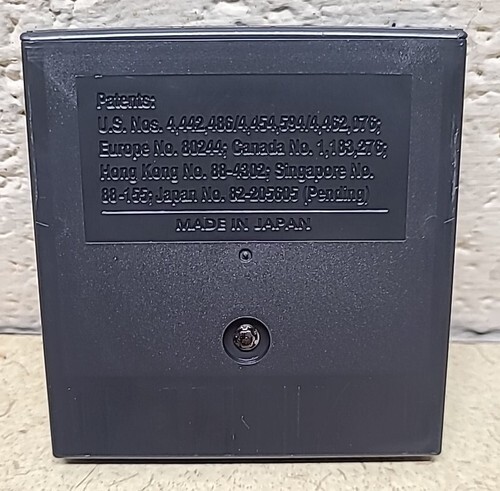 Patents:
U.S. Nos. 4,442,486/4,454,594/4,462,076;
Europe No. 80244; Canada No. 1,183,276;
Hong Kong No. 88-4302; Singapore No.
88-155; Japan No. 82-205605 (Pending)
MADE IN JAPAN